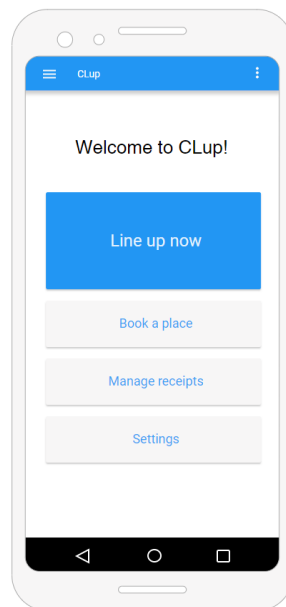 CLup
Welcome to CLup!
Line up now
Book a place
Manage receipts
Settings